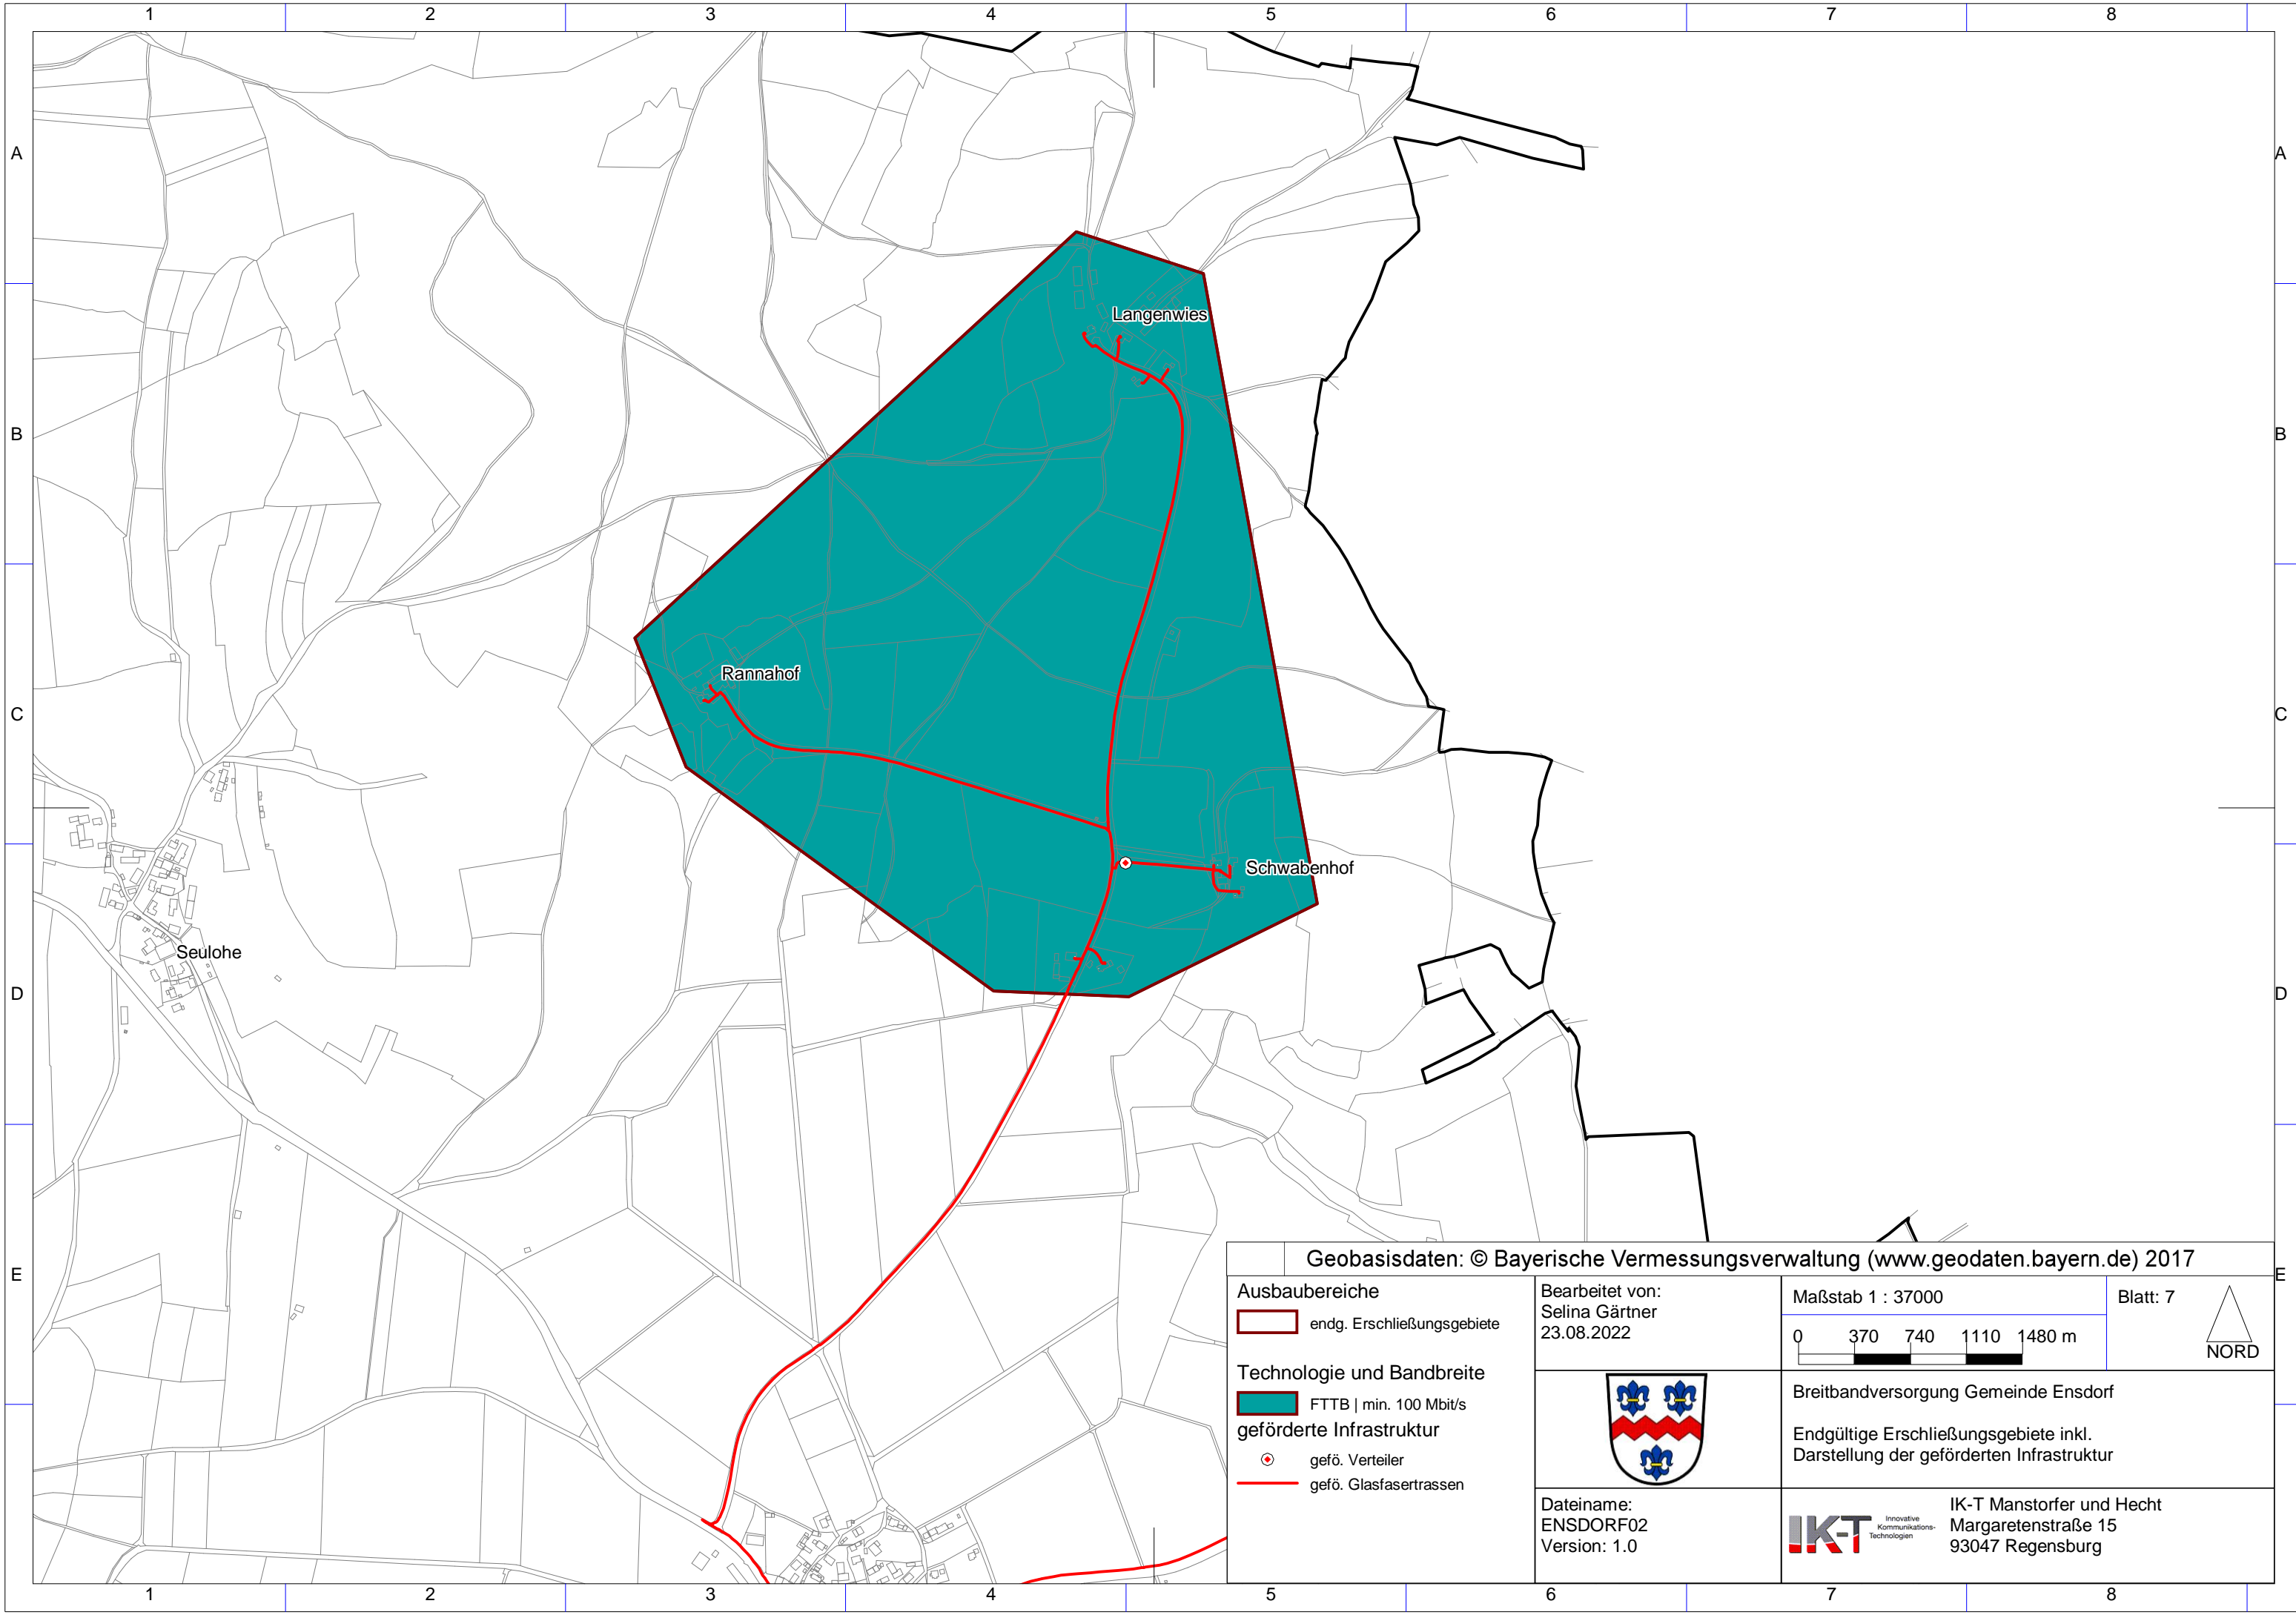 1 2 3 4 5 6 7 8
A A
Langenwies
B B
Rannahof
C C
Schwabenhof
Seulohe
D D
E E
Geobasisdaten: © Bayerische Vermessungsverwaltung (www.geodaten.bayern.de) 2017
Ausbaubereiche
endg. Erschließungsgebiete
Technologie und Bandbreite
FTTB | min. 100 Mbit/s
geförderte Infrastruktur
gefö. Verteiler
gefö. Glasfasertrassen
Bearbeitet von:
Selina Gärtner
23.08.2022
Maßstab 1 : 37000
0 370 740 1110 1480 m
Blatt: 7
NORD
Breitbandversorgung Gemeinde Ensdorf
Endgültige Erschließungsgebiete inkl.
Darstellung der geförderten Infrastruktur
Dateiname:
ENSDORF02
Version: 1.0
IK-T
Innovative
Kommunikations-
Technologien
IK-T Manstorfer und Hecht
Margaretenstraße 15
93047 Regensburg
1 2 3 4 5 6 7 8